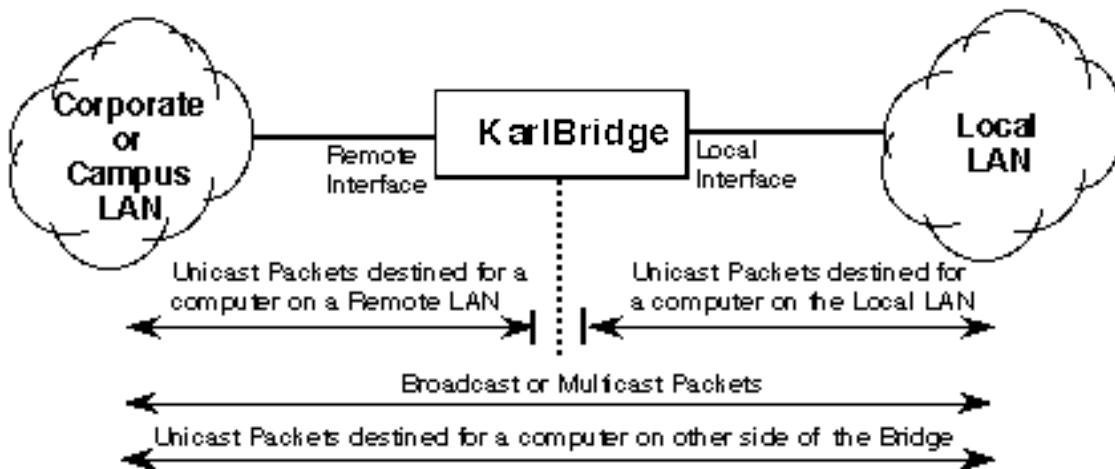 Corporate
or
Campus
LAN
KarlBridge
Remote
Interface
Local
Interface
Local
LAN
Unicast Packets destined for a
computer on a Remote LAN
Unicast Packets destined for
a computer on the Local LAN
Broadcast or Multicast Packets
Unicast Packets destined for a computer on other side of the Bridge